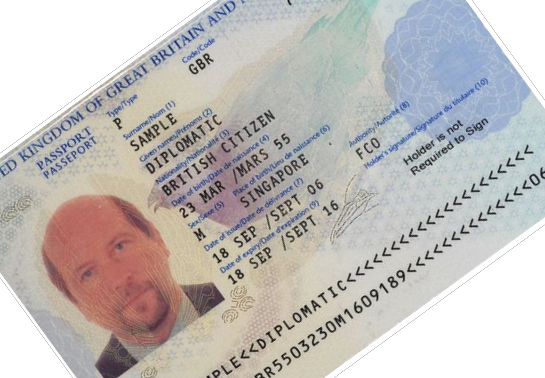 ED KINGDOM OF GREAT BRITAIN AND
PASSPORT
PASSEPORT
Type/Type
P
Code/Code
GBR
Surname/Nom (1)
SAMPLE
Given names/Prénoms (2)
DIPLOMATIC
Nationality/Nationalité (3)
BRITISH CITIZEN
Date of birth/Date de naissance (4)
23 MAR /MARS 55
Sex/Sexe (5) Place of birth/Lieu de naissance (6)
M SINGAPORE
Date of issue/Date de délivrance (7)
18 SEP /SEPT 06
Authority/Autorité (8)
FCO
Date of expiry/Date d'expiration (9)
18 SEP /SEPT 16
Holder's signature/Signature du titulaire (10)
Holder is not
Required to Sign
PLE<<DIPLOMATIC<<<<<<<<<<<<<<<<<<<<
BR5503230M1609189<<<<<<<<<<<<<<06